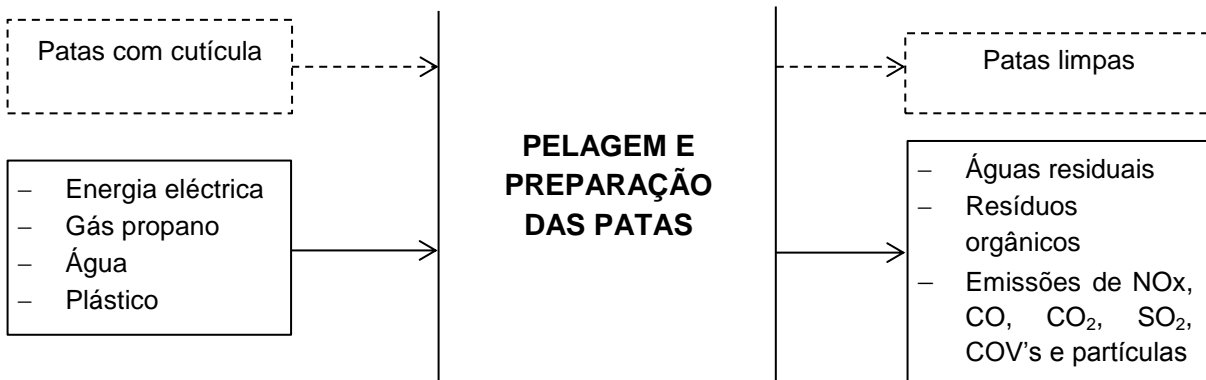 Patas com cutícula
– Energia eléctrica
– Gás propano
– Água
– Plástico
PELAGEM E
PREPARAÇÃO
DAS PATAS
Patas limpas
– Águas residuais
– Resíduos
orgânicos
– Emissões de NOx,
CO, CO₂, SO₂,
COV’s e partículas